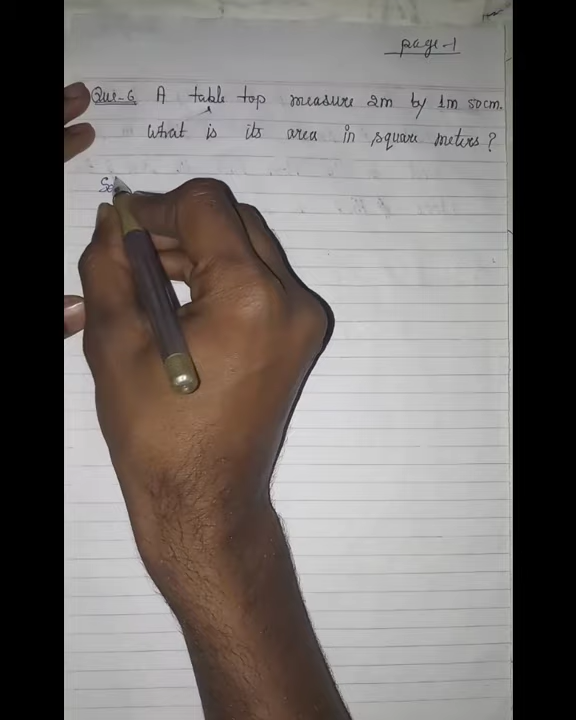 page-1
Que-6 A table top measure 2m by 1m 50cm.
What is its area in square meters?